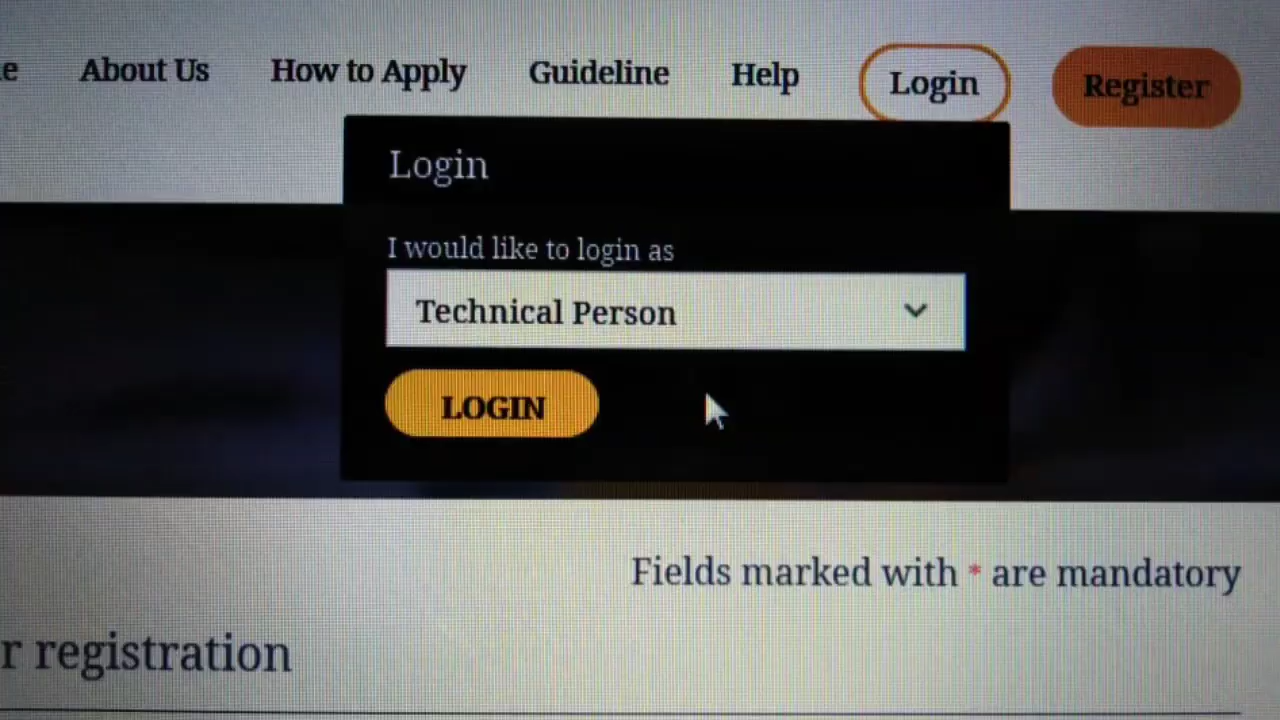 About Us How to Apply Guideline Help Login Register
Login
I would like to login as
Technical Person
LOGIN
Fields marked with * are mandatory
registration